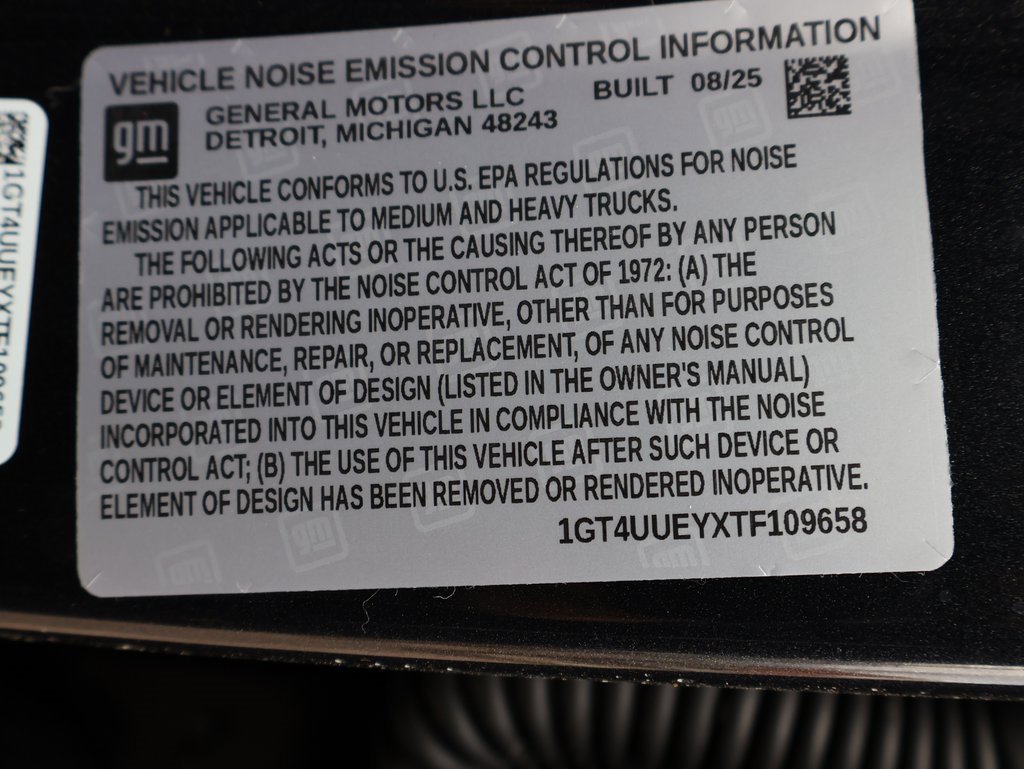 VEHICLE NOISE EMISSION CONTROL INFORMATION
gm
GENERAL MOTORS LLC
DETROIT, MICHIGAN 48243
BUILT 08/25
THIS VEHICLE CONFORMS TO U.S. EPA REGULATIONS FOR NOISE
EMISSION APPLICABLE TO MEDIUM AND HEAVY TRUCKS.
THE FOLLOWING ACTS OR THE CAUSING THEREOF BY ANY PERSON
ARE PROHIBITED BY THE NOISE CONTROL ACT OF 1972: (A) THE
REMOVAL OR RENDERING INOPERATIVE, OTHER THAN FOR PURPOSES
OF MAINTENANCE, REPAIR, OR REPLACEMENT, OF ANY NOISE CONTROL
DEVICE OR ELEMENT OF DESIGN (LISTED IN THE OWNER'S MANUAL)
INCORPORATED INTO THIS VEHICLE IN COMPLIANCE WITH THE NOISE
CONTROL ACT; (B) THE USE OF THIS VEHICLE AFTER SUCH DEVICE OR
ELEMENT OF DESIGN HAS BEEN REMOVED OR RENDERED INOPERATIVE.
1GT4UUEYXTF109658